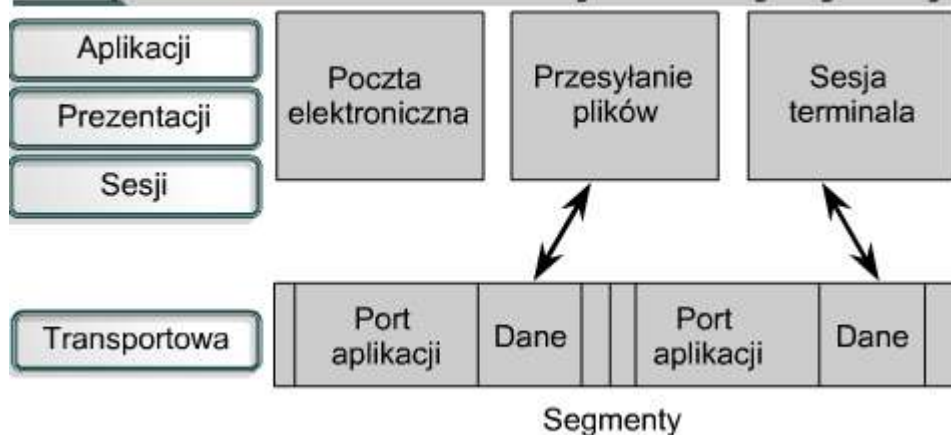 Aplikacji
Prezentacji
Sesji
Poczta
elektroniczna
Przesyłanie
plików
Sesja
terminala
Transportowa
Port
aplikacji
Dane
Port
aplikacji
Dane
Segmenty